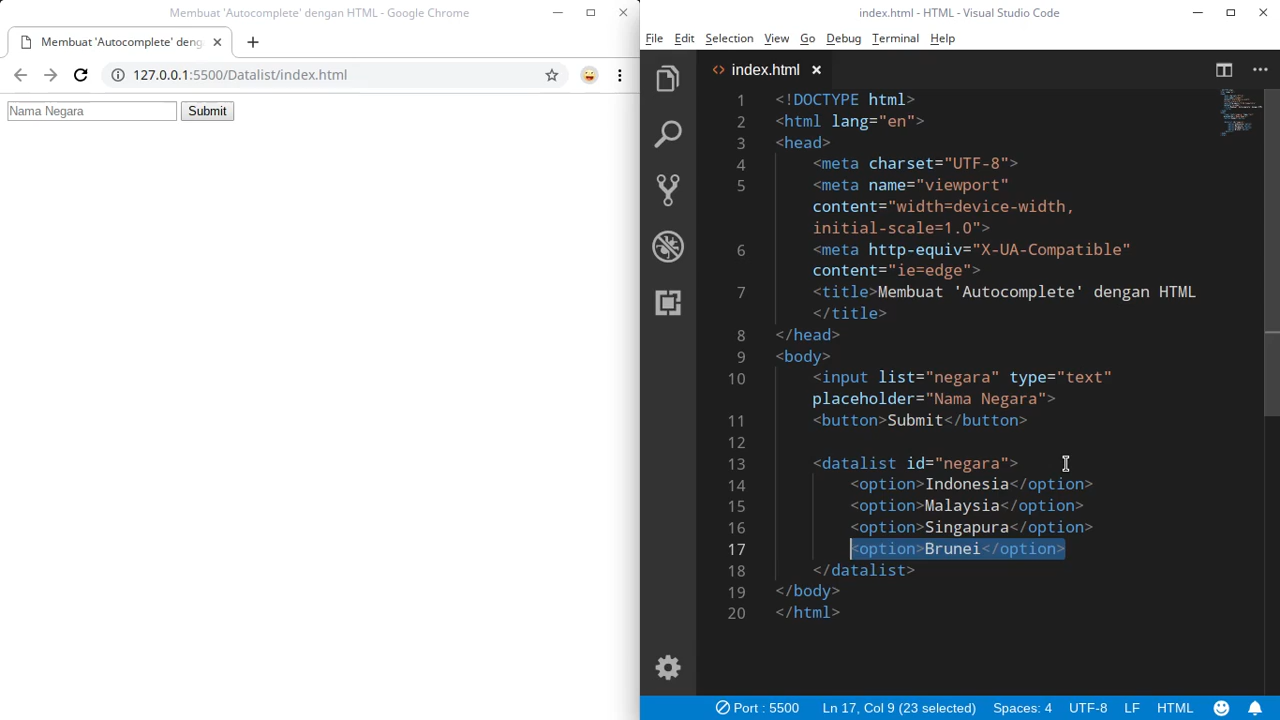 Membuat 'Autocomplete' dengan HTML - Google Chrome
Membuat 'Autocomplete' deng
127.0.0.1:5500/Datalist/index.html
Nama Negara Submit
index.html - HTML - Visual Studio Code
File Edit Selection View Go Debug Terminal Help
<> index.html
1 <!DOCTYPE html>
2 <html lang="en">
3 <head>
4 <meta charset="UTF-8">
5 <meta name="viewport"
content="width=device-width,
initial-scale=1.0">
6 <meta http-equiv="X-UA-Compatible"
content="ie=edge">
7 <title>Membuat 'Autocomplete' dengan HTML
</title>
8 </head>
9 <body>
10 <input list="negara" type="text"
placeholder="Nama Negara">
11 <button>Submit</button>
12
13 <datalist id="negara">
14 <option>Indonesia</option>
15 <option>Malaysia</option>
16 <option>Singapura</option>
17 <option>Brunei</option>
18 </datalist>
19 </body>
20 </html>
Port : 5500 Ln 17, Col 9 (23 selected) Spaces: 4 UTF-8 LF HTML